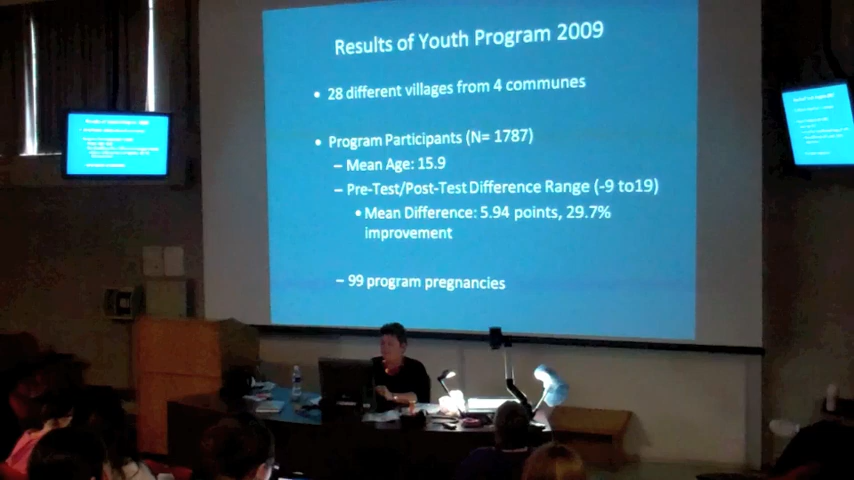 Results of Youth Program 2009
• 28 different villages from 4 communes
• Program Participants (N= 1787)
– Mean Age: 15.9
– Pre-Test/Post-Test Difference Range (-9 to19)
• Mean Difference: 5.94 points, 29.7%
improvement
– 99 program pregnancies